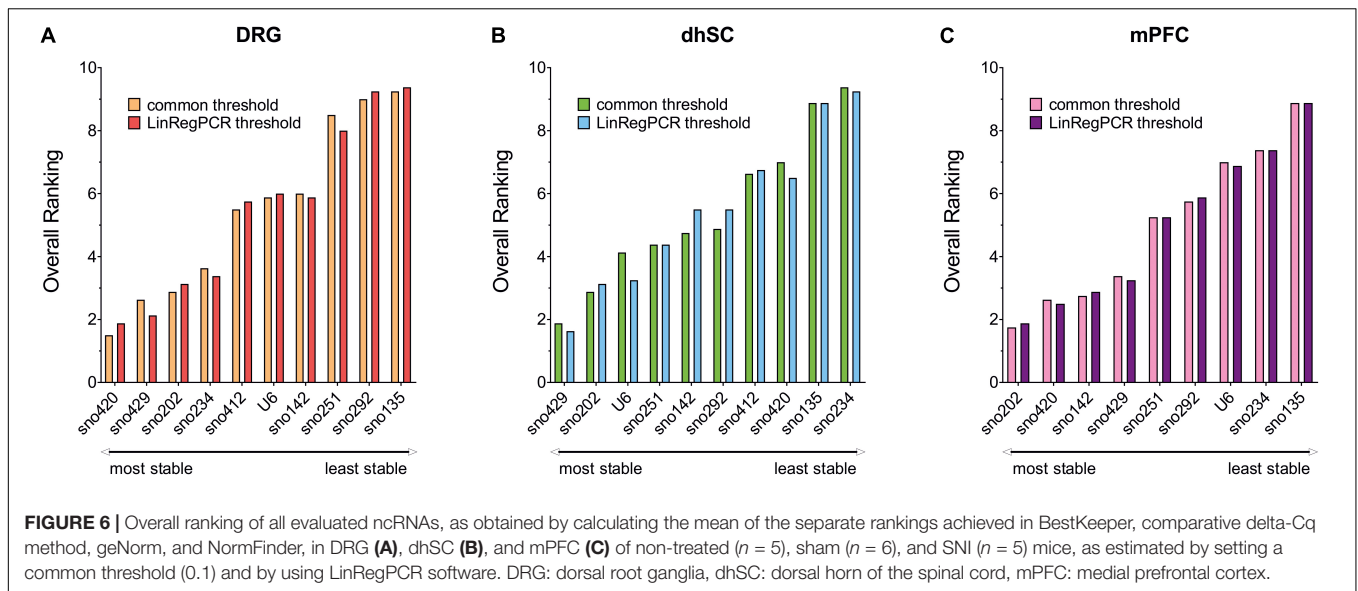 A
DRG
10
8
6
4
2
0
Overall Ranking
common threshold
LinRegPCR threshold
sno420
sno429
sno202
sno234
sno412
U6
sno142
sno251
sno292
sno135
most stable
least stable
B
dhSC
10
8
6
4
2
0
Overall Ranking
common threshold
LinRegPCR threshold
sno429
sno202
U6
sno251
sno142
sno292
sno412
sno420
sno135
sno234
most stable
least stable
C
mPFC
10
8
6
4
2
0
Overall Ranking
common threshold
LinRegPCR threshold
sno202
sno420
sno142
sno429
sno251
sno292
U6
sno234
sno135
most stable
least stable
FIGURE 6 | Overall ranking of all evaluated ncRNAs, as obtained by calculating the mean of the separate rankings achieved in BestKeeper, comparative delta-Cq
method, geNorm, and NormFinder, in DRG (A), dhSC (B), and mPFC (C) of non-treated (n = 5), sham (n = 6), and SNI (n = 5) mice, as estimated by setting a
common threshold (0.1) and by using LinRegPCR software. DRG: dorsal root ganglia, dhSC: dorsal horn of the spinal cord, mPFC: medial prefrontal cortex.